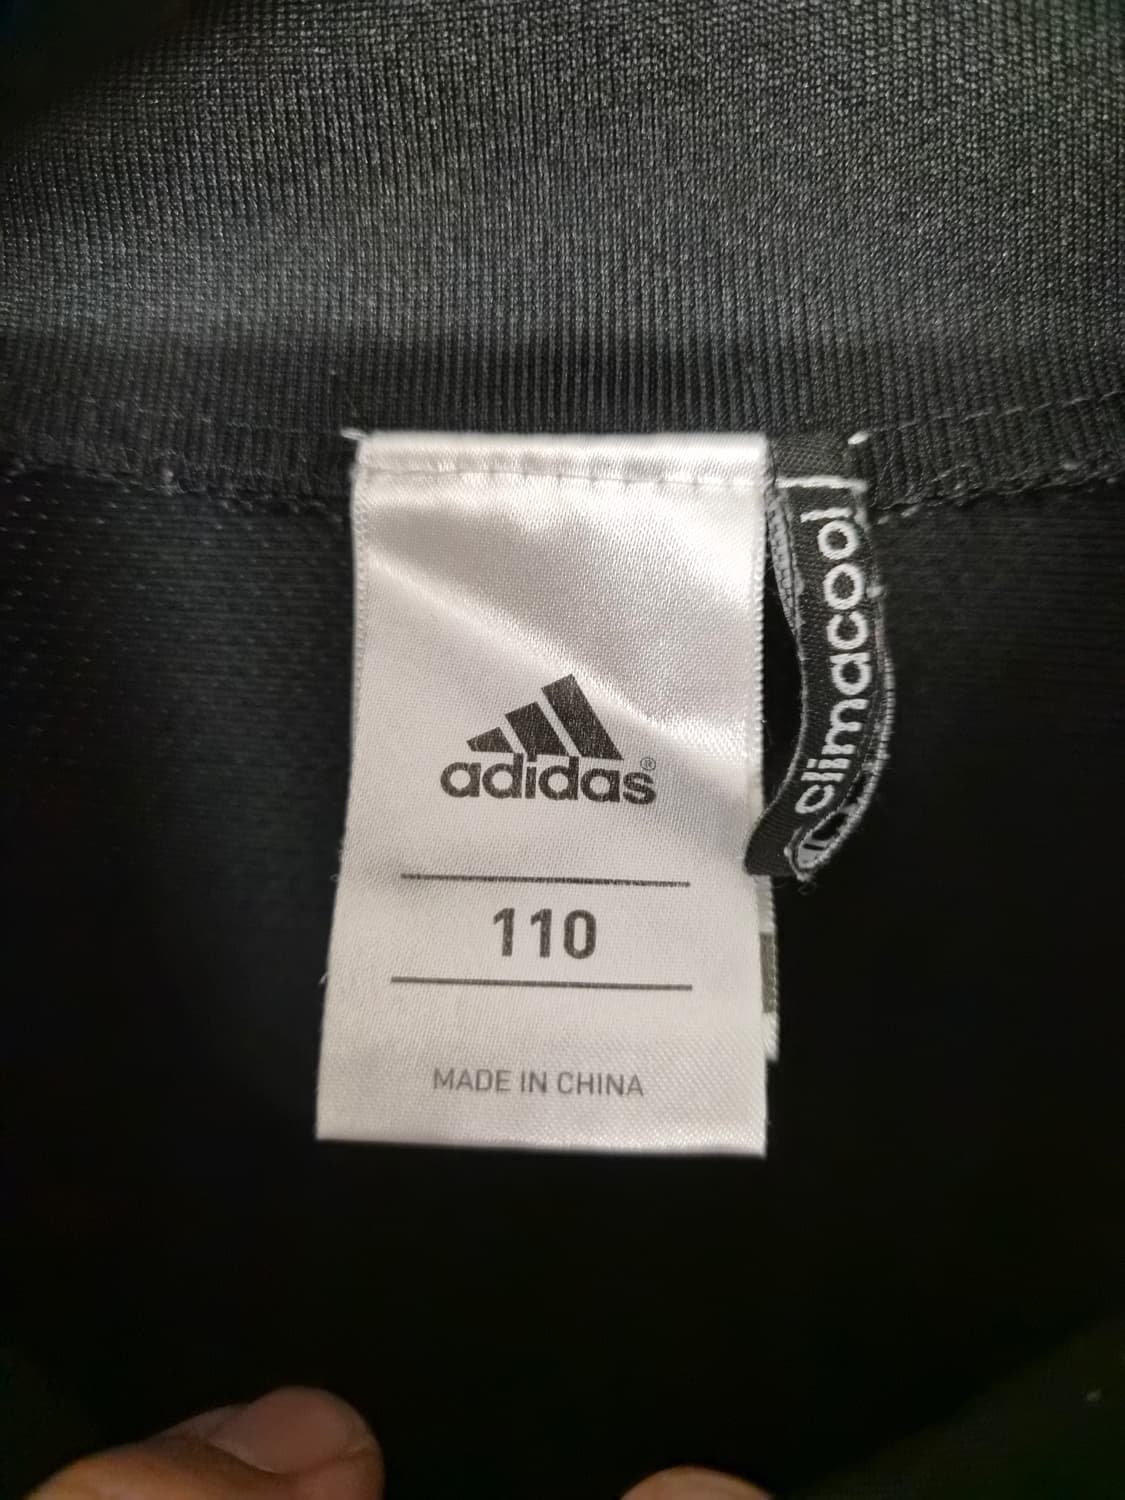 adidas®
110
MADE IN CHINA
climacool